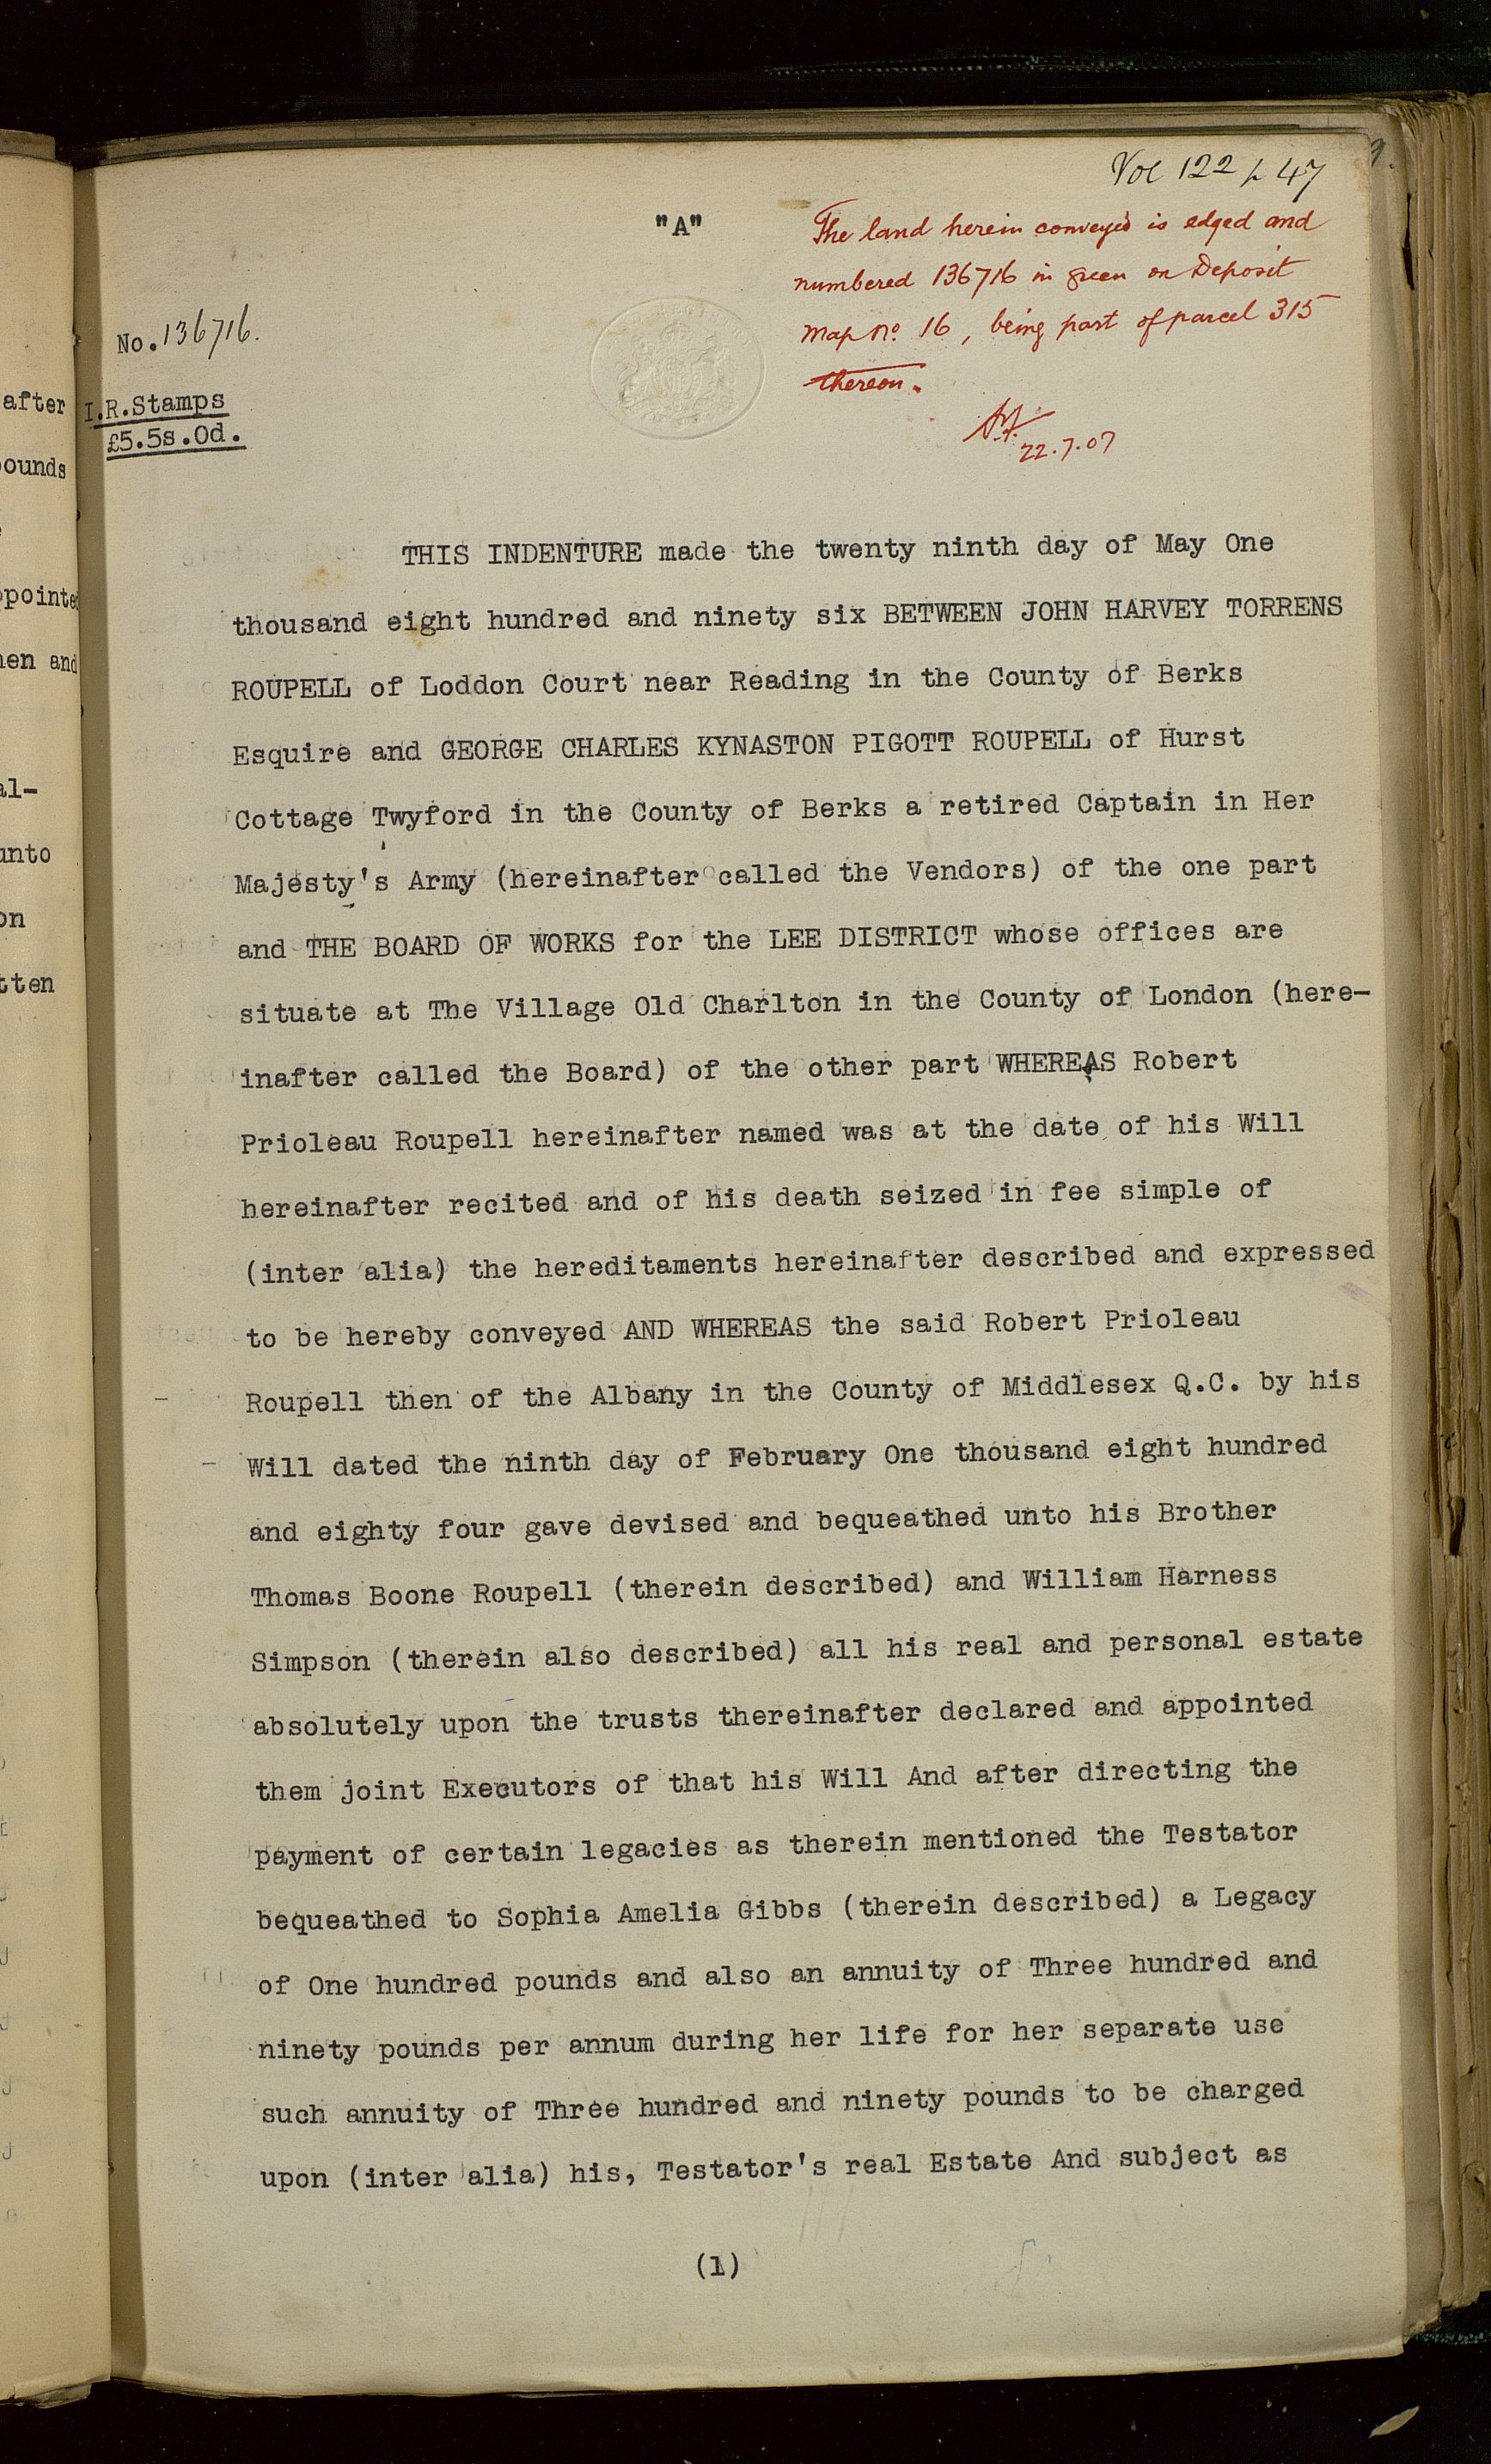 Vol 122 p 47
"A"
The land herein conveyed is edged and
numbered 136716 in green on Deposit
Map No. 16, being part of parcel 315
thereon.
22.7.07
No.136716.
I.R.Stamps
£5.5s.0d.
THIS INDENTURE made the twenty ninth day of May One
thousand eight hundred and ninety six BETWEEN JOHN HARVEY TORRENS
ROUPELL of Loddon Court near Reading in the County of Berks
Esquire and GEORGE CHARLES KYNASTON PIGOTT ROUPELL of Hurst
Cottage Twyford in the County of Berks a retired Captain in Her
Majesty's Army (hereinafter called the Vendors) of the one part
and THE BOARD OF WORKS for the LEE DISTRICT whose offices are
situate at The Village Old Charlton in the County of London (here-
inafter called the Board) of the other part WHEREAS Robert
Prioleau Roupell hereinafter named was at the date of his Will
hereinafter recited and of his death seized in fee simple of
(inter alia) the hereditaments hereinafter described and expressed
to be hereby conveyed AND WHEREAS the said Robert Prioleau
Roupell then of the Albany in the County of Middlesex Q.C. by his
Will dated the ninth day of February One thousand eight hundred
and eighty four gave devised and bequeathed unto his Brother
Thomas Boone Roupell (therein described) and William Harness
Simpson (therein also described) all his real and personal estate
absolutely upon the trusts thereinafter declared and appointed
them joint Executors of that his Will And after directing the
payment of certain legacies as therein mentioned the Testator
bequeathed to Sophia Amelia Gibbs (therein described) a Legacy
of One hundred pounds and also an annuity of Three hundred and
ninety pounds per annum during her life for her separate use
such annuity of Three hundred and ninety pounds to be charged
upon (inter alia) his, Testator's real Estate And subject as
(1)